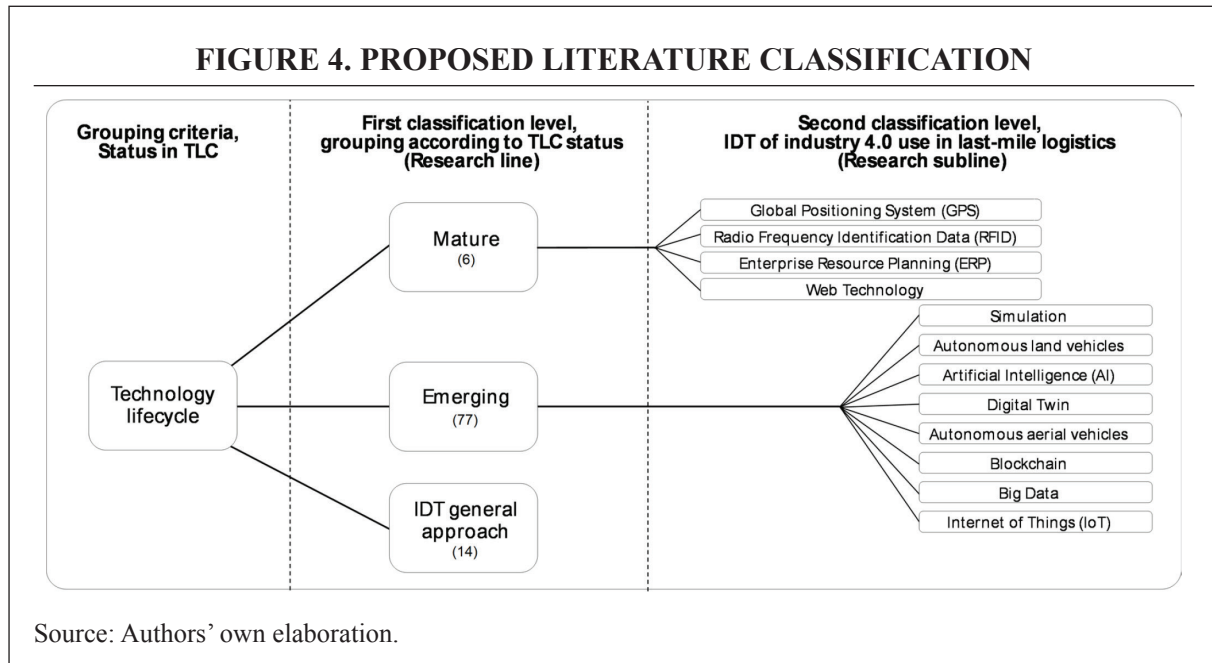 FIGURE 4. PROPOSED LITERATURE CLASSIFICATION
Grouping criteria,
Status in TLC
First classification level,
grouping according to TLC status
(Research line)
Second classification level,
IDT of industry 4.0 use in last-mile logistics
(Research subline)
Technology
lifecycle
Mature
(6)
Global Positioning System (GPS)
Radio Frequency Identification Data (RFID)
Enterprise Resource Planning (ERP)
Web Technology
Emerging
(77)
Simulation
Autonomous land vehicles
Artificial Intelligence (AI)
Digital Twin
Autonomous aerial vehicles
Blockchain
Big Data
Internet of Things (IoT)
IDT general
approach
(14)
Source: Authors’ own elaboration.